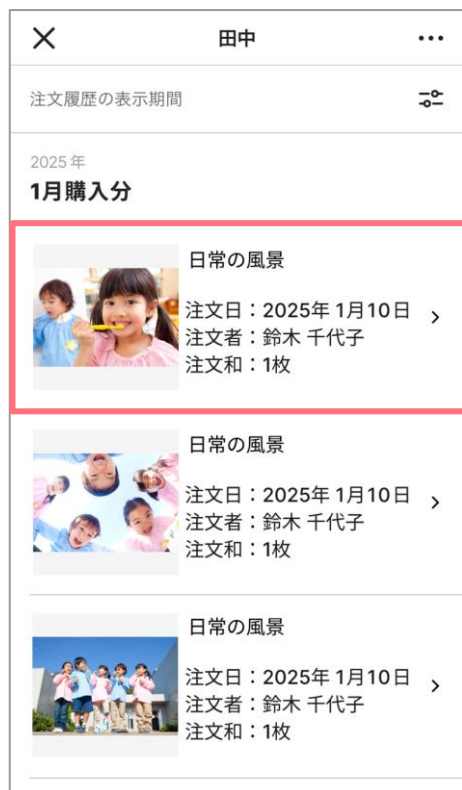 田中
注文履歴の表示期間
2025年
1月購入分
日常の風景
注文日：2025年 1月10日
注文者：鈴木 千代子
注文和：1枚
日常の風景
注文日：2025年 1月10日
注文者：鈴木 千代子
注文和：1枚
日常の風景
注文日：2025年 1月10日
注文者：鈴木 千代子
注文和：1枚